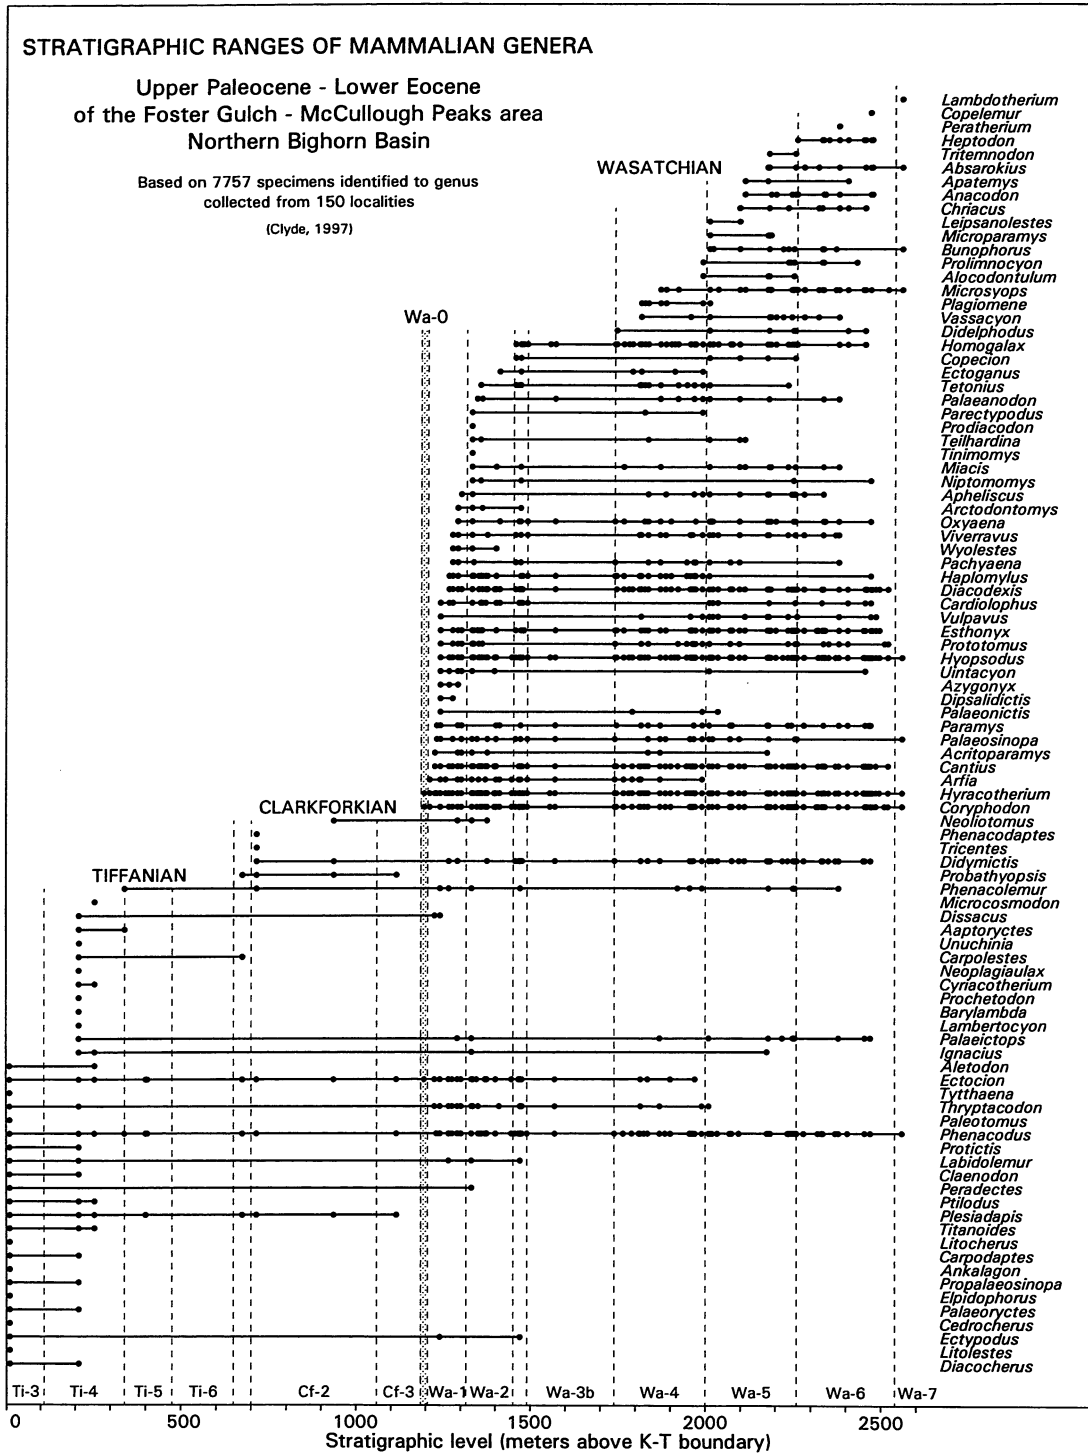 STRATIGRAPHIC RANGES OF MAMMALIAN GENERA
Upper Paleocene - Lower Eocene
of the Foster Gulch - McCullough Peaks area
Northern Bighorn Basin
Based on 7757 specimens identified to genus
collected from 150 localities
(Clyde, 1997)
WASATCHIAN
Wa-0
CLARKFORKIAN
TIFFANIAN
Lambdotherium
Copelemur
Peratherium
Heptodon
Tritemnodon
Absarokius
Apatemys
Anacodon
Chriacus
Leipsanolestes
Microparamys
Bunophorus
Prolimnocyon
Alocodontulum
Microsyops
Plagiomene
Vassacyon
Didelphodus
Homogalax
Copecion
Ectoganus
Tetonius
Palaeanodon
Parectypodus
Prodiacodon
Teilhardina
Tinimomys
Miacis
Niptomomys
Apheliscus
Arctodontomys
Oxyaena
Viverravus
Wyolestes
Pachyaena
Haplomylus
Diacodexis
Cardiolophus
Vulpavus
Esthonyx
Prototomus
Hyopsodus
Uintacyon
Azygonyx
Dipsalidictis
Palaeonictis
Paramys
Palaeosinopa
Acritoparamys
Cantius
Arfia
Hyracotherium
Coryphodon
Neoliotomus
Phenacodaptes
Tricentes
Didymictis
Probathyopsis
Phenacolemur
Microcosmodon
Dissacus
Aaptoryctes
Unuchinia
Carpolestes
Neoplagiaulax
Cyriacotherium
Prochetodon
Barylambda
Lambertocyon
Palaeictops
Ignacius
Aletodon
Ectocion
Tytthaena
Thryptacodon
Paleotomus
Phenacodus
Protictis
Labidolemur
Claenodon
Peradectes
Ptilodus
Plesiadapis
Titanoides
Litocherus
Carpodaptes
Ankalagon
Propalaeosinopa
Elpidophorus
Palaeoryctes
Cedrocherus
Ectypodus
Litolestes
Diacocherus
Ti-3 Ti-4 Ti-5 Ti-6 Cf-2 Cf-3 Wa-1 Wa-2 Wa-3b Wa-4 Wa-5 Wa-6 Wa-7
0 500 1000 1500 2000 2500
Stratigraphic level (meters above K-T boundary)